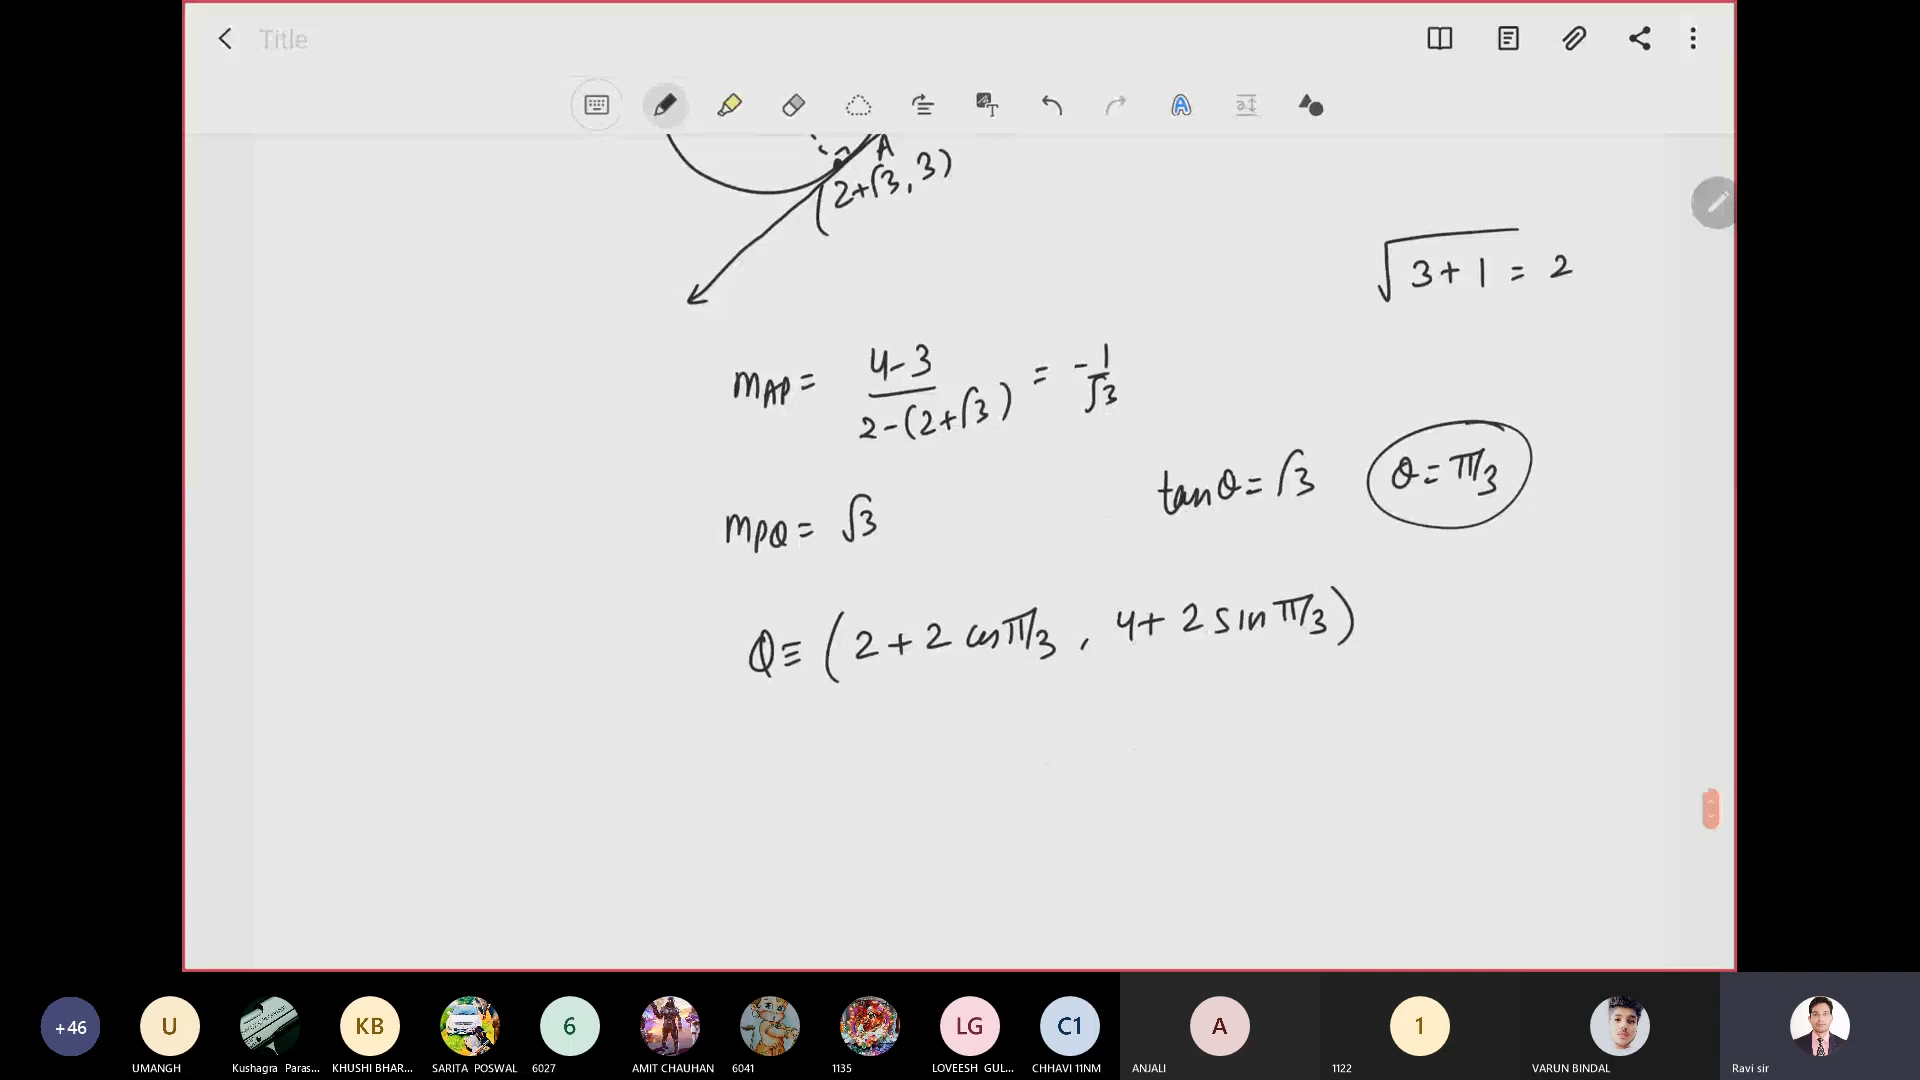 Title
A
(2+√3, 3)
√3+1 = 2
mAP = 4-3 / 2-(2+√3) = -1/√3
tanθ = √3 θ = π/3
mPQ = √3
Q ≡ (2 + 2 cos π/3 , 4 + 2 sin π/3)
+46 U KB 6 LG C1 A 1
UMANGH Kushagra Paras... KHUSHI BHAR... SARITA POSWAL 6027 AMIT CHAUHAN 6041 1135 LOVEESH GUL... CHHAVI 11NM ANJALI 1122 VARUN BINDAL Ravi sir